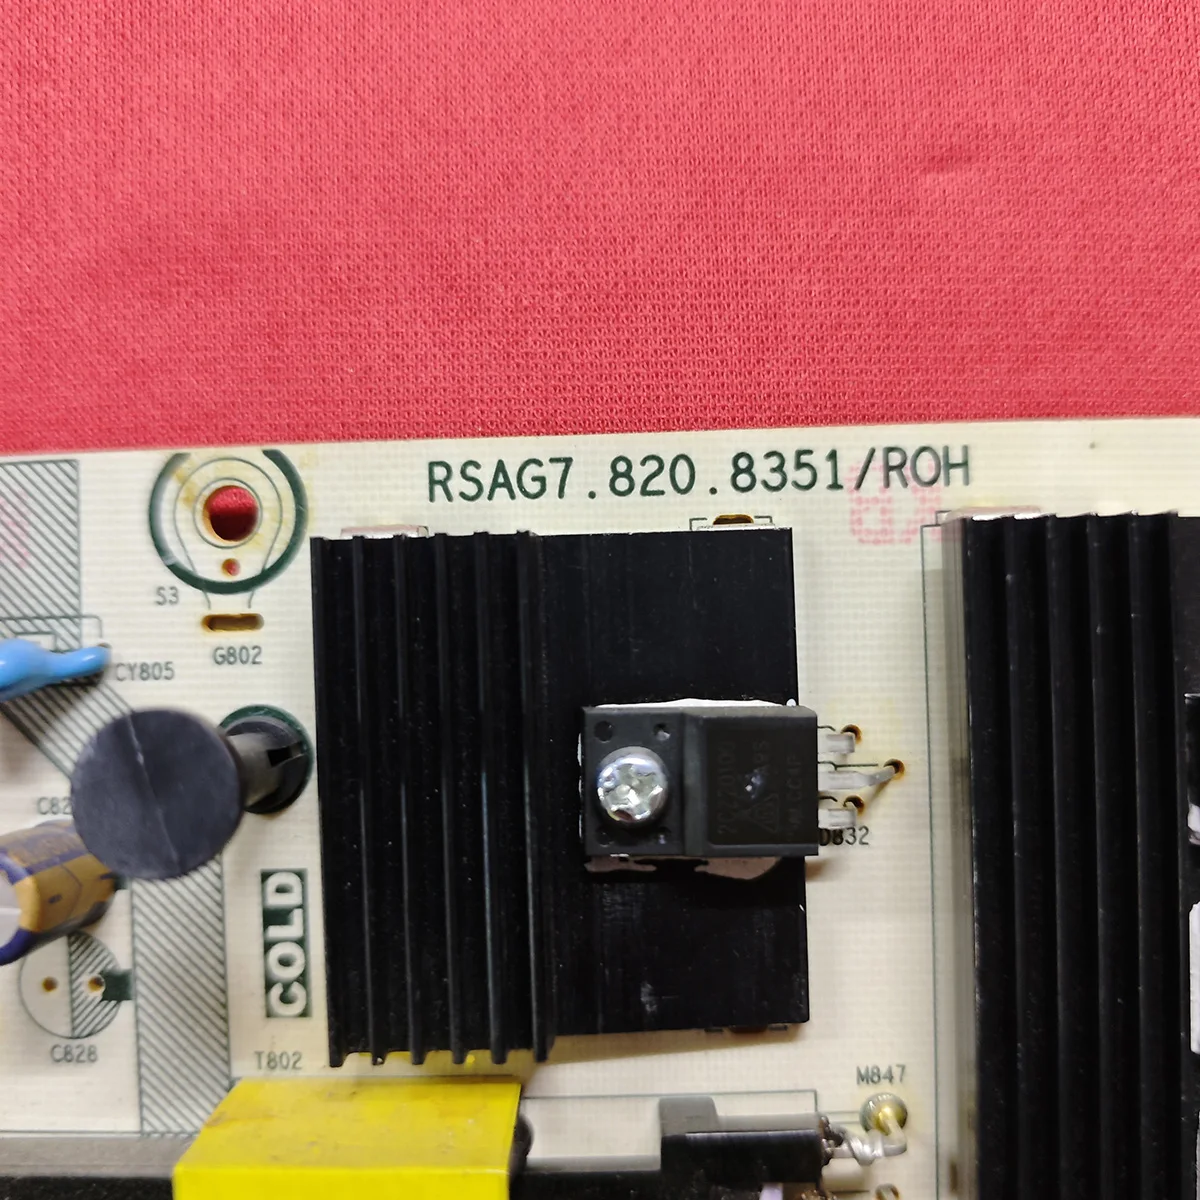 RSAG7.820.8351/ROH
S3
G802
CY805
D832
COLD
C828
T802
M847